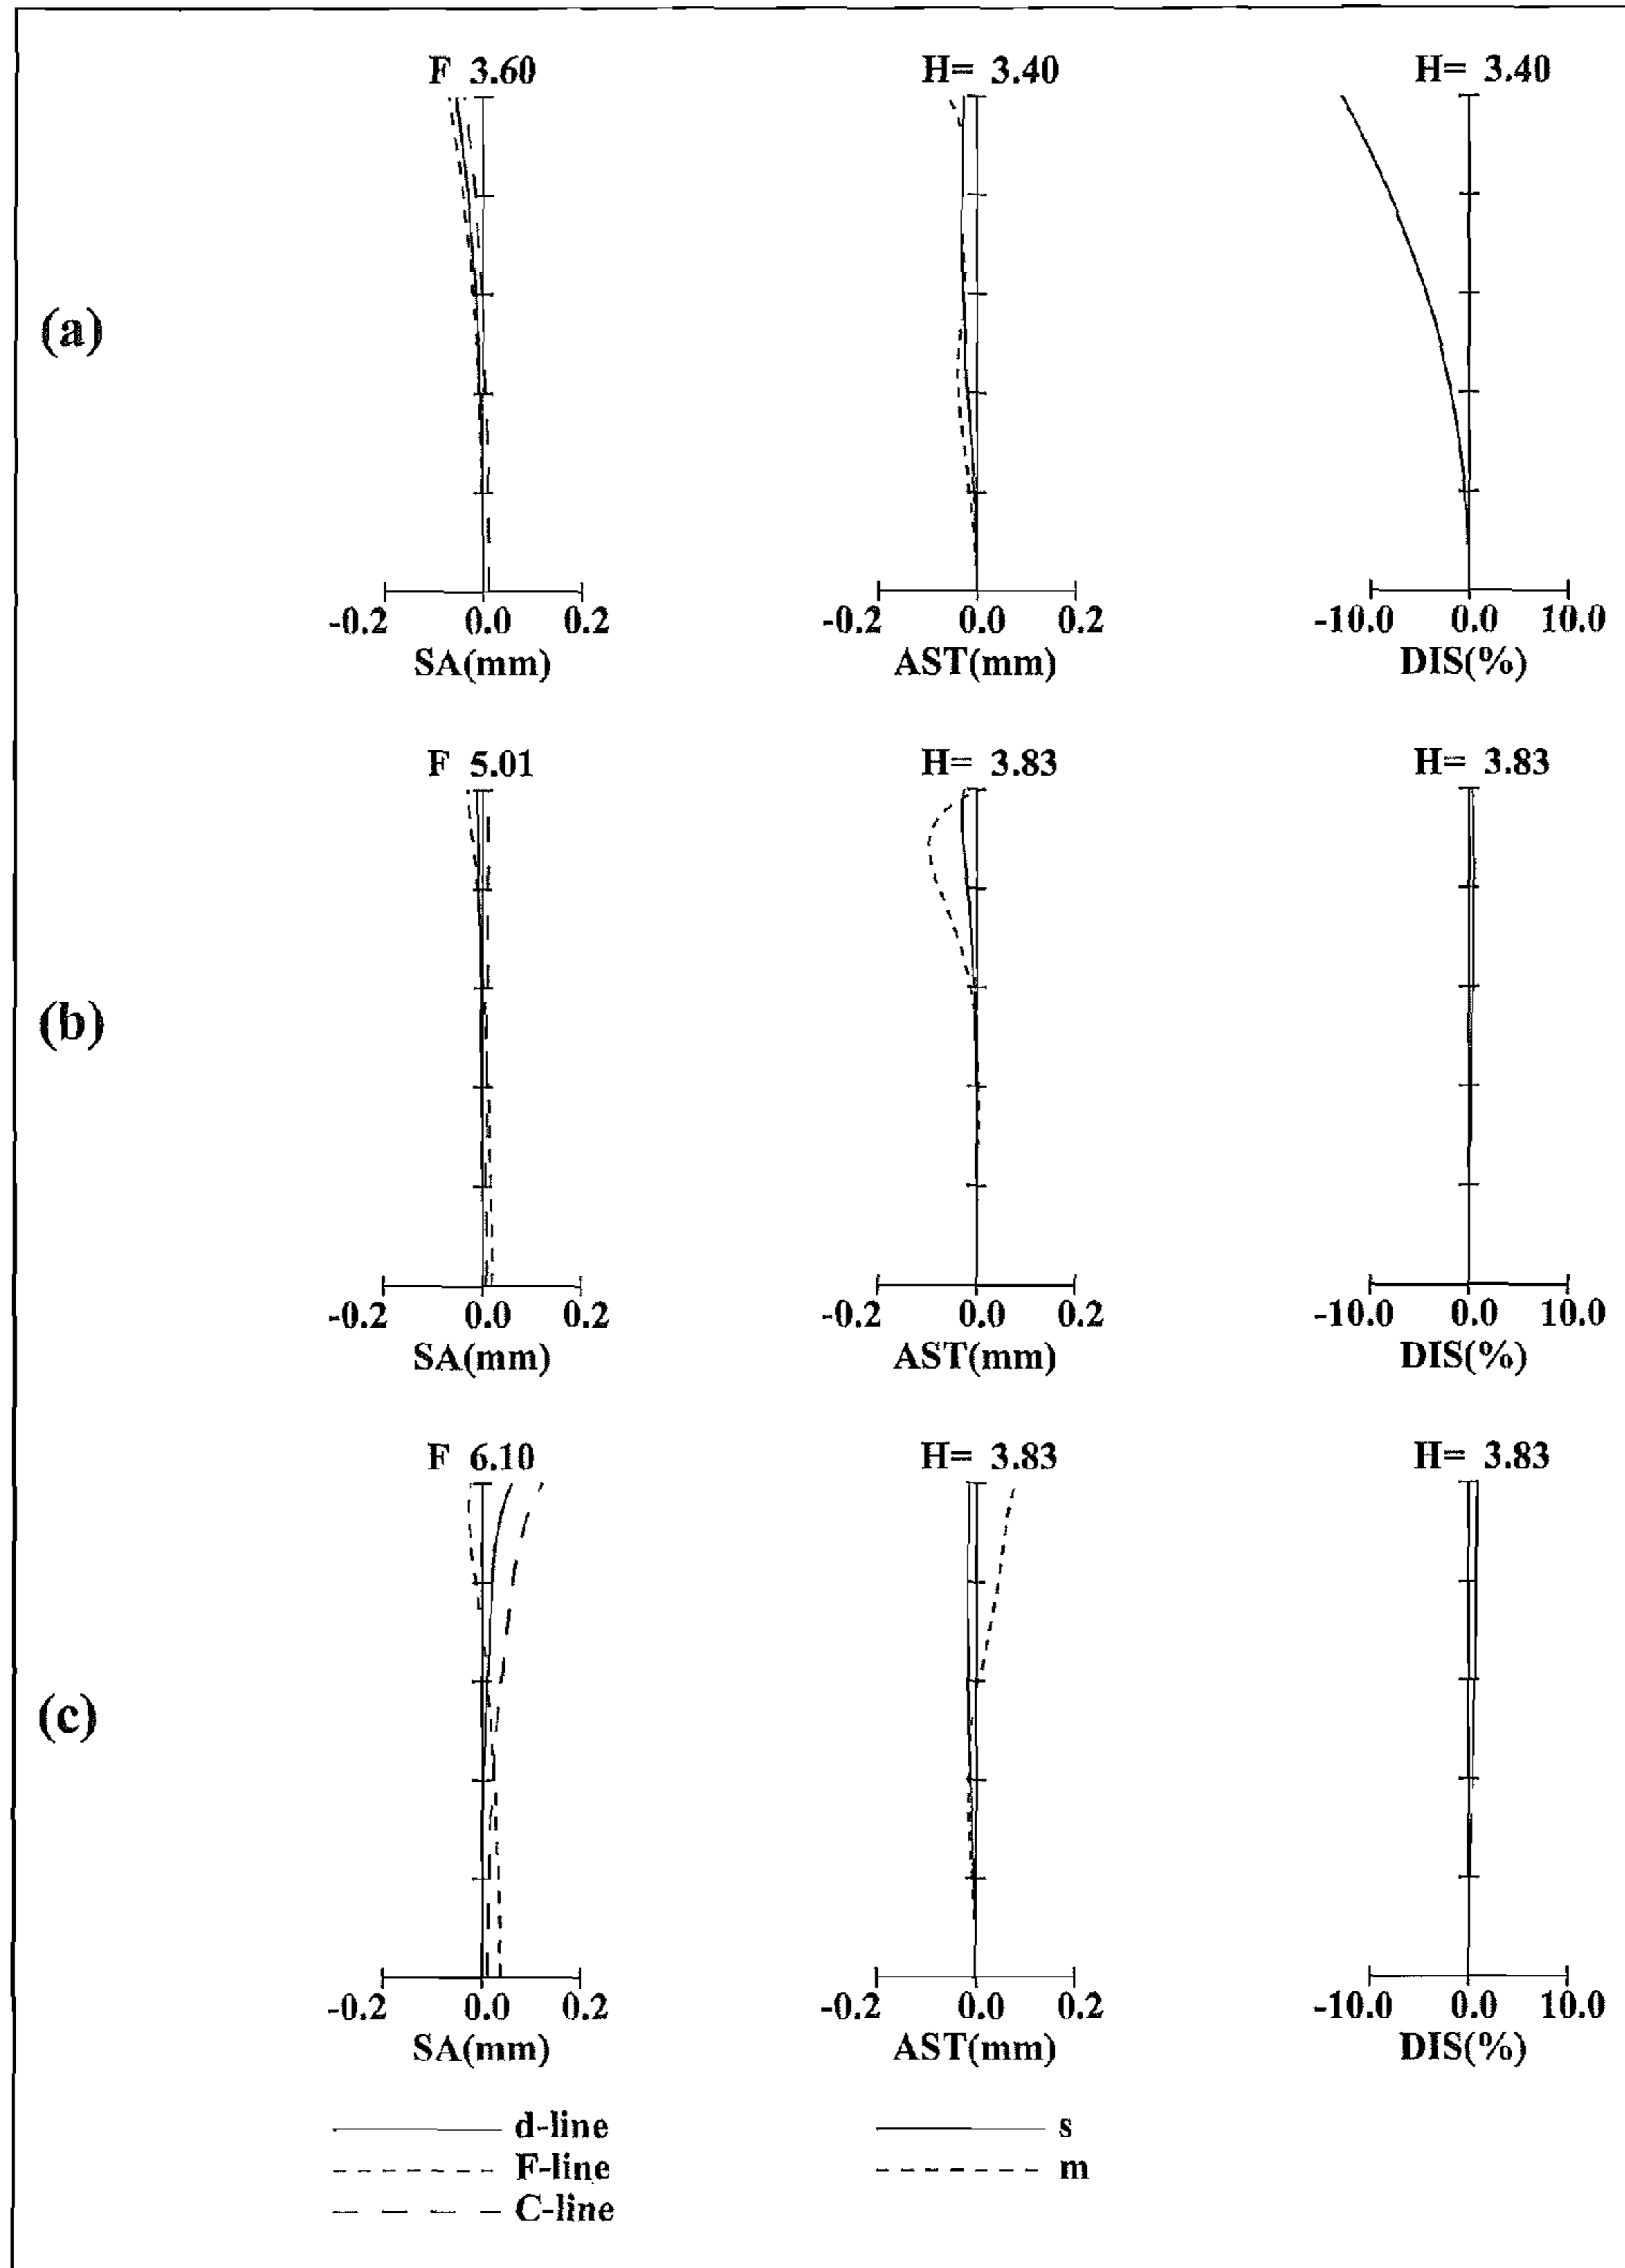 F 3.60 H= 3.40 H= 3.40
(a)
-0.2 0.0 0.2 -0.2 0.0 0.2 -10.0 0.0 10.0
SA(mm) AST(mm) DIS(%)
F 5.01 H= 3.83 H= 3.83
(b)
-0.2 0.0 0.2 -0.2 0.0 0.2 -10.0 0.0 10.0
SA(mm) AST(mm) DIS(%)
F 6.10 H= 3.83 H= 3.83
(c)
-0.2 0.0 0.2 -0.2 0.0 0.2 -10.0 0.0 10.0
SA(mm) AST(mm) DIS(%)
d-line s
F-line m
C-line